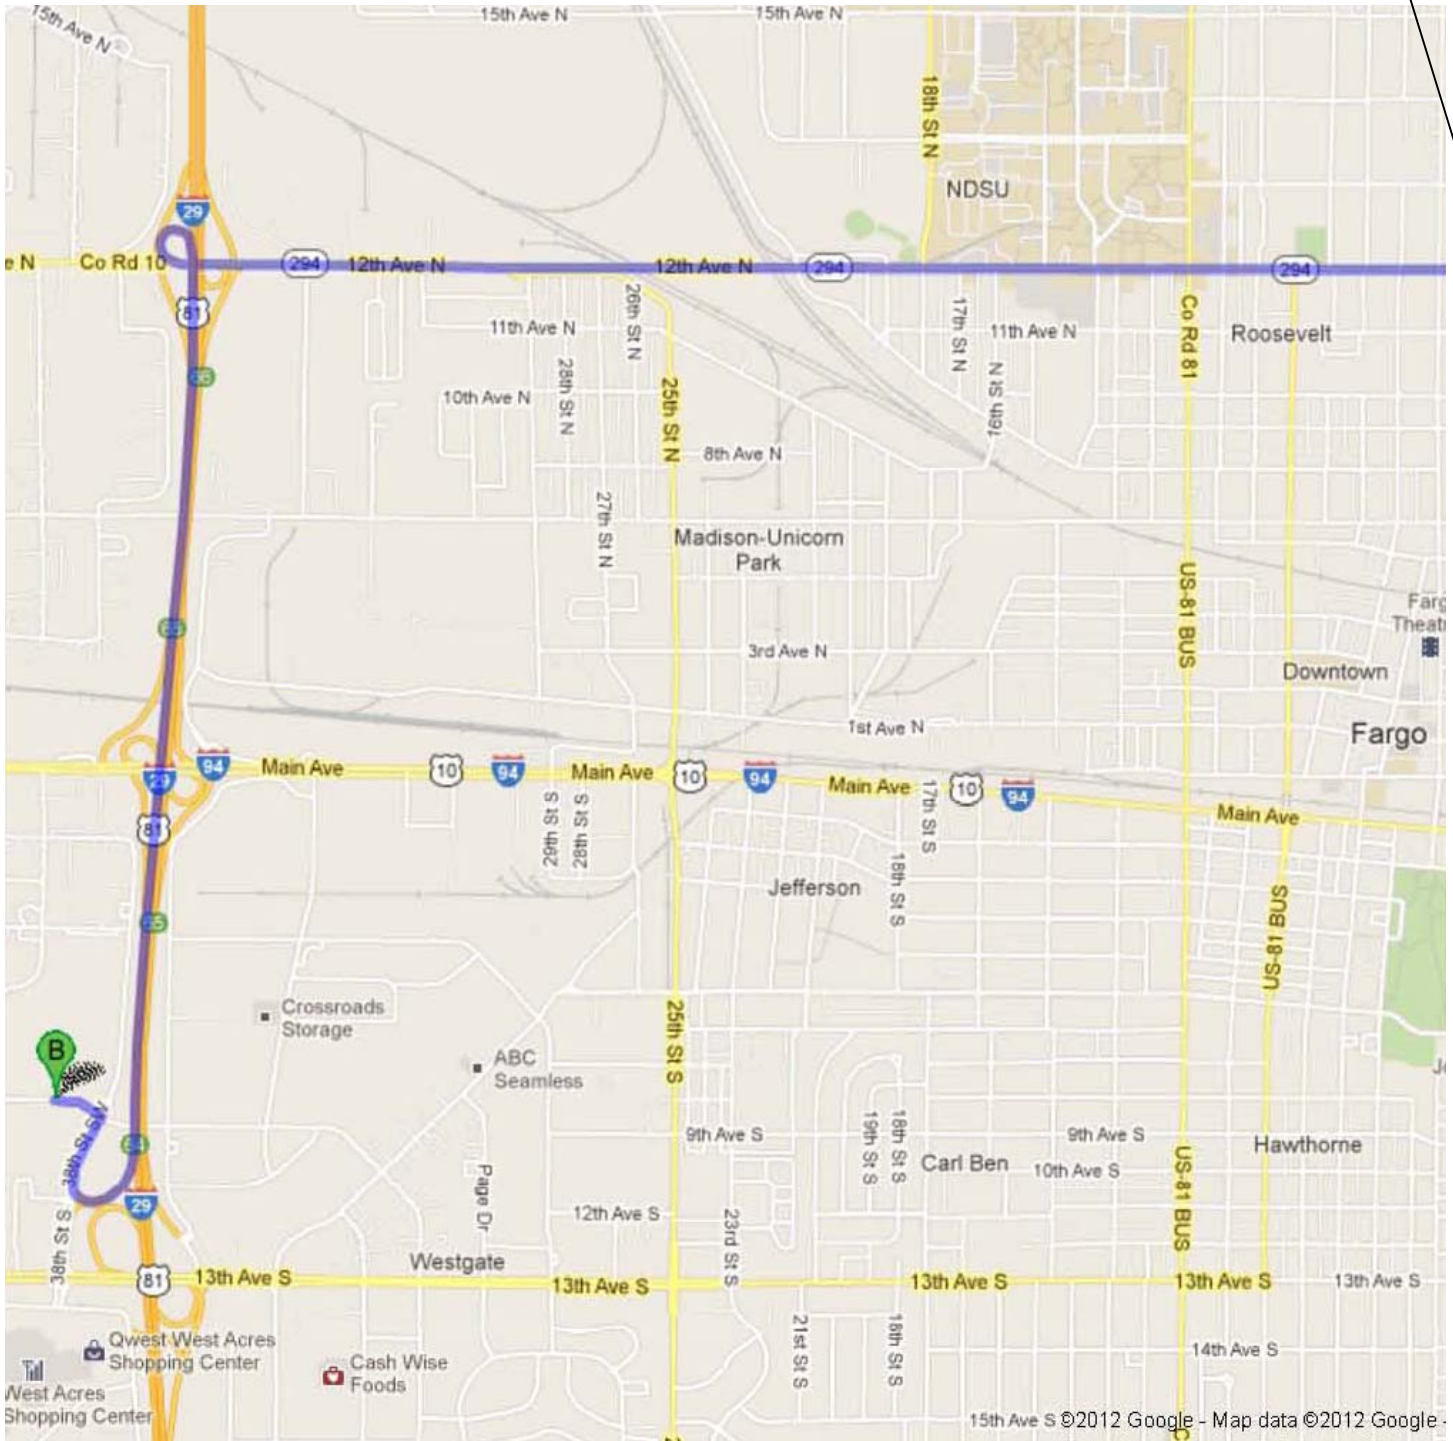 15th Ave N
15th Ave N
15th Ave N
18th St N
NDSU
29
e N
Co Rd 10
294
12th Ave N
12th Ave N
294
294
81
26th St N
11th Ave N
17th St N
11th Ave N
Co Rd 81
Roosevelt
28th St N
10th Ave N
25th St N
16th St N
8th Ave N
27th St N
Madison-Unicorn
Park
US-81 BUS
Farg
Theatr
3rd Ave N
Downtown
1st Ave N
Fargo
29
94
Main Ave
10
94
Main Ave
10
94
Main Ave
17th St S
10
94
Main Ave
81
29th St S
28th St S
18th St S
Jefferson
US-81 BUS
65
Crossroads
Storage
25th St S
B
ABC
Seamless
38th St SW
64
9th Ave S
19th St S
18th St S
9th Ave S
Hawthorne
Carl Ben
10th Ave S
Page Dr
US-81 BUS
29
38th St S
12th Ave S
23rd St S
Westgate
81
13th Ave S
13th Ave S
13th Ave S
13th Ave S
13th Ave S
Qwest West Acres
Shopping Center
21st St S
18th St S
14th Ave S
Cash Wise
Foods
West Acres
Shopping Center
15th Ave S
©2012 Google - Map data ©2012 Google -